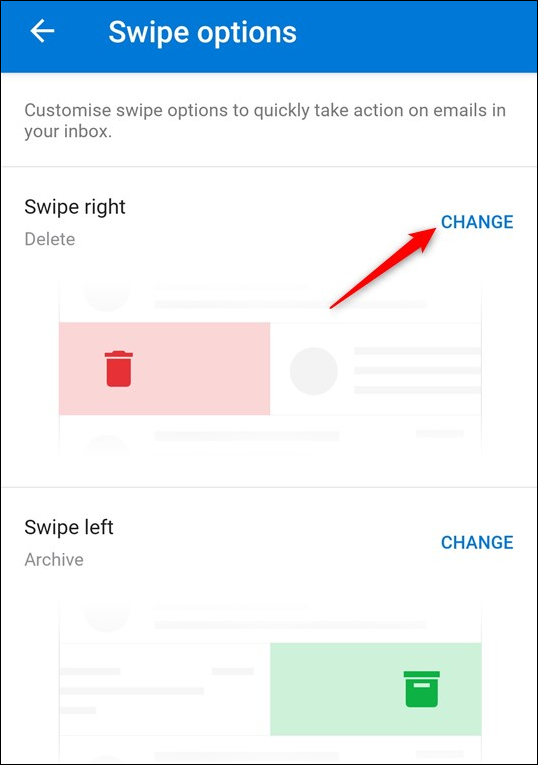 Swipe options
Customise swipe options to quickly take action on emails in
your inbox.
Swipe right
CHANGE
Delete
Swipe left
CHANGE
Archive